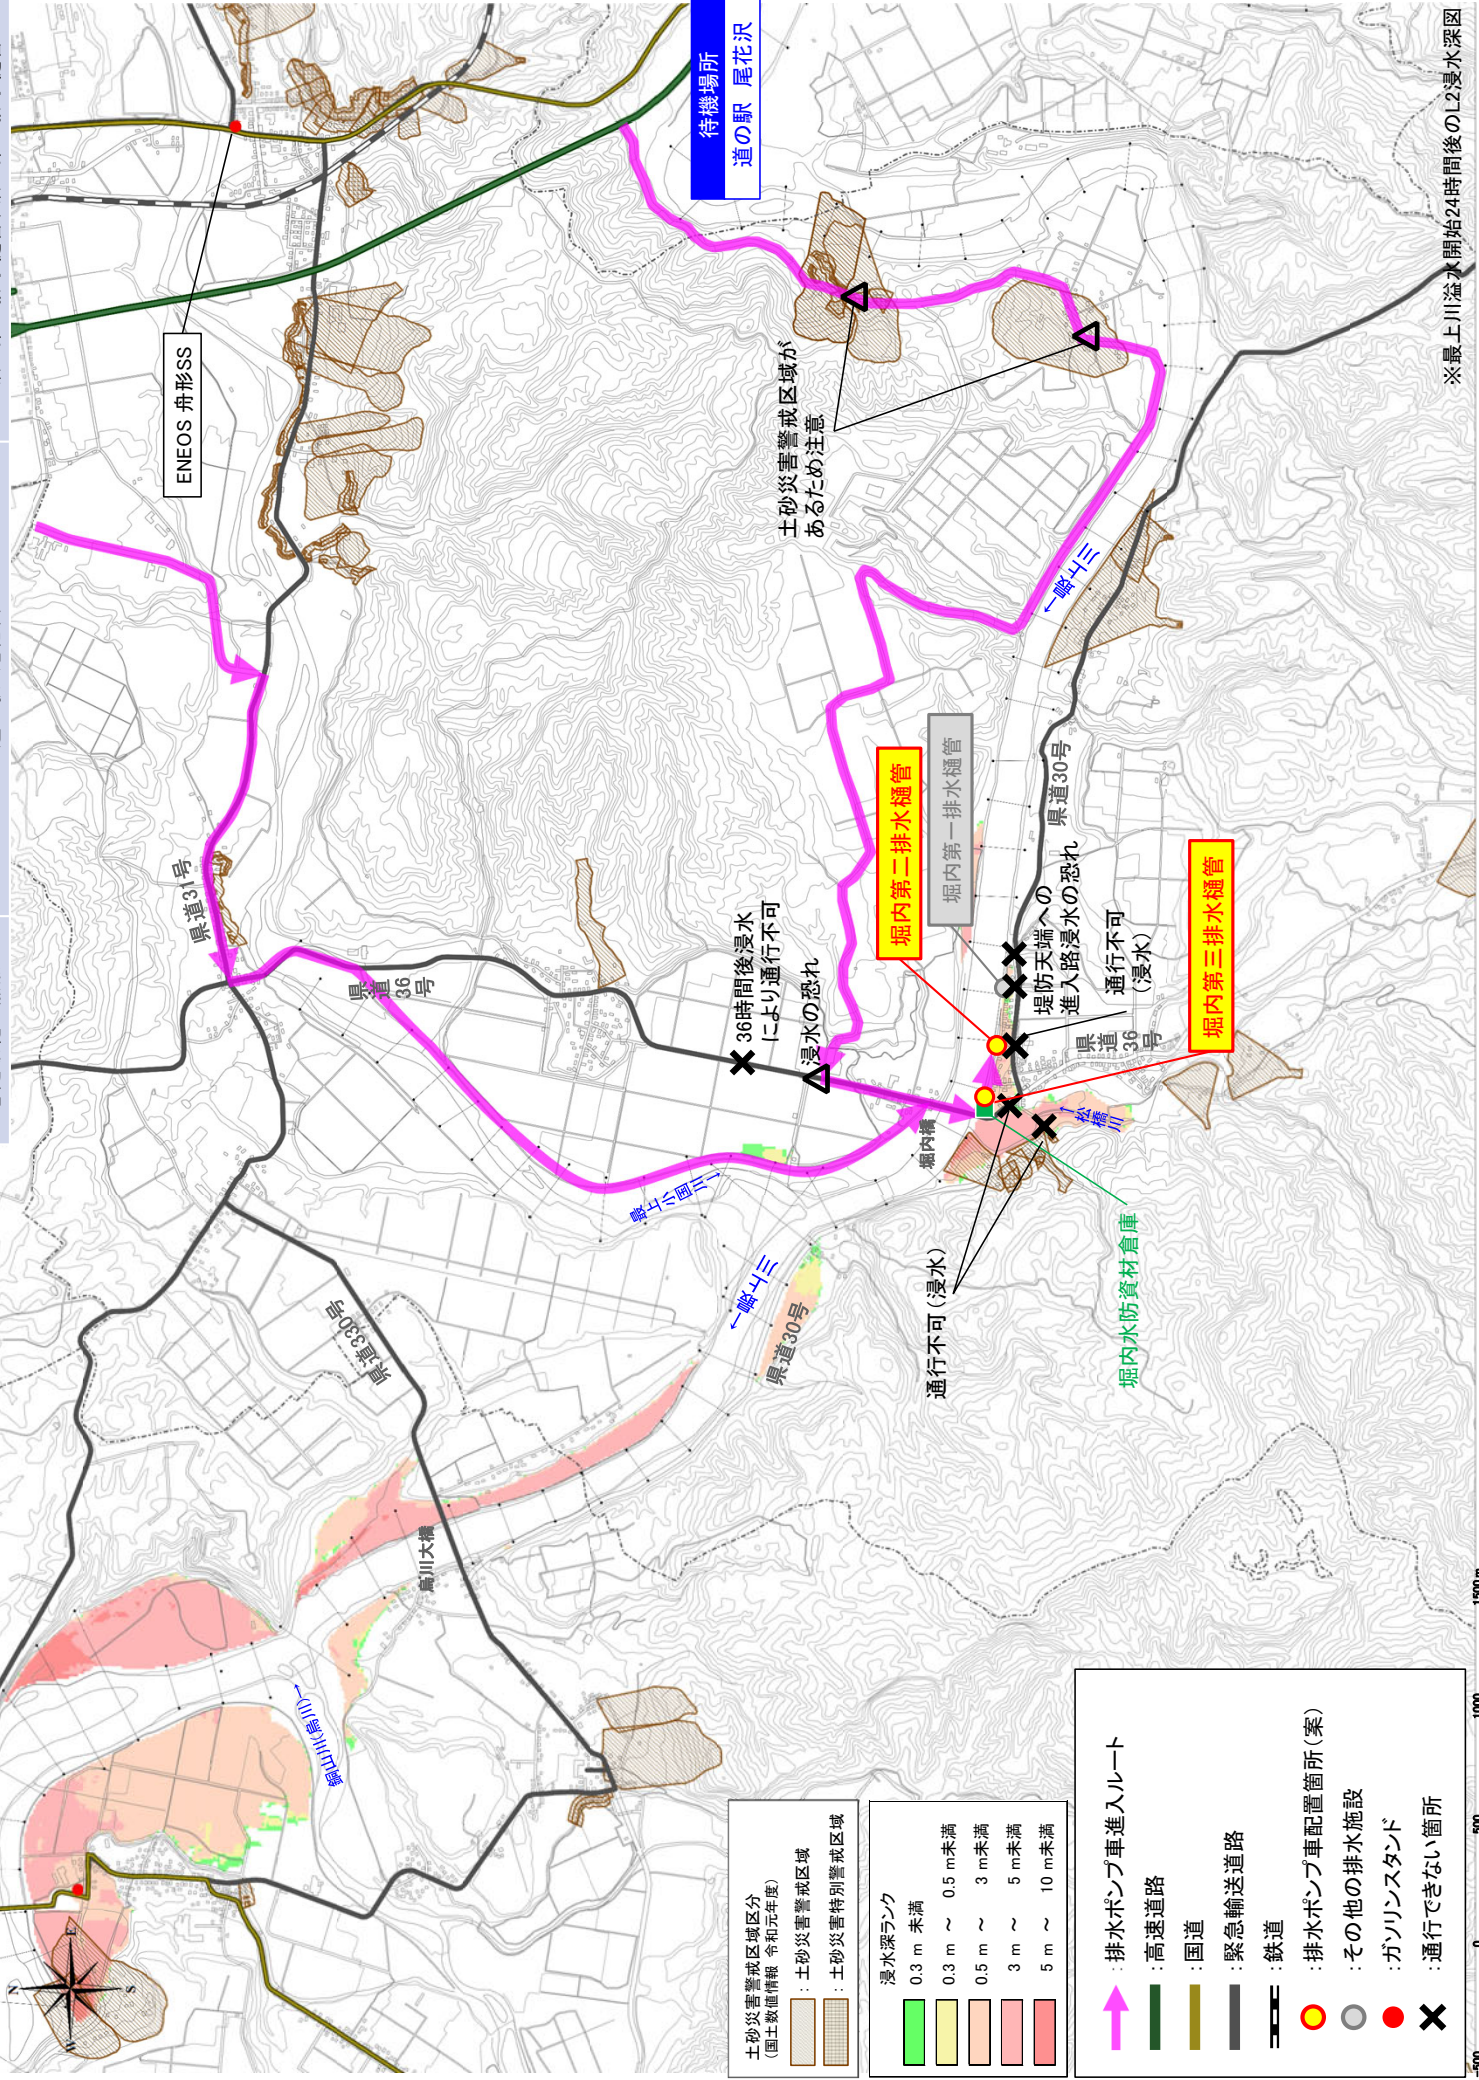 待機場所
道の駅 尾花沢
ENEOS 舟形SS
土砂災害警戒区域が
あるため注意
県道31号
県道36号
36時間後浸水
により通行不可
浸水の恐れ
堀内第二排水樋管
堀内第一排水樋管
←最上川
県道30号
堤防天端への
進入路浸水の恐れ
通行不可
（浸水）
県道36号
堀内第三排水樋管
堀内橋
←松橋川
最上小国川→
通行不可（浸水）
堀内水防資材倉庫
←最上川
県道30号
県道330号
烏川大橋
銅山川(烏川)→
N
E
S
W
土砂災害警戒区域区分
（国土数値情報 令和元年度）
：土砂災害警戒区域
：土砂災害特別警戒区域
浸水深ランク
0.3 m 未満
0.3 m ～ 0.5 m未満
0.5 m ～ 3 m未満
3 m ～ 5 m未満
5 m ～ 10 m未満
：排水ポンプ車進入ルート
：高速道路
：国道
：緊急輸送道路
：鉄道
：排水ポンプ車配置箇所（案）
：その他の排水施設
：ガソリンスタンド
：通行できない箇所
500 0 500 1000 1500m
※最上川溢水開始24時間後のL2浸水深図